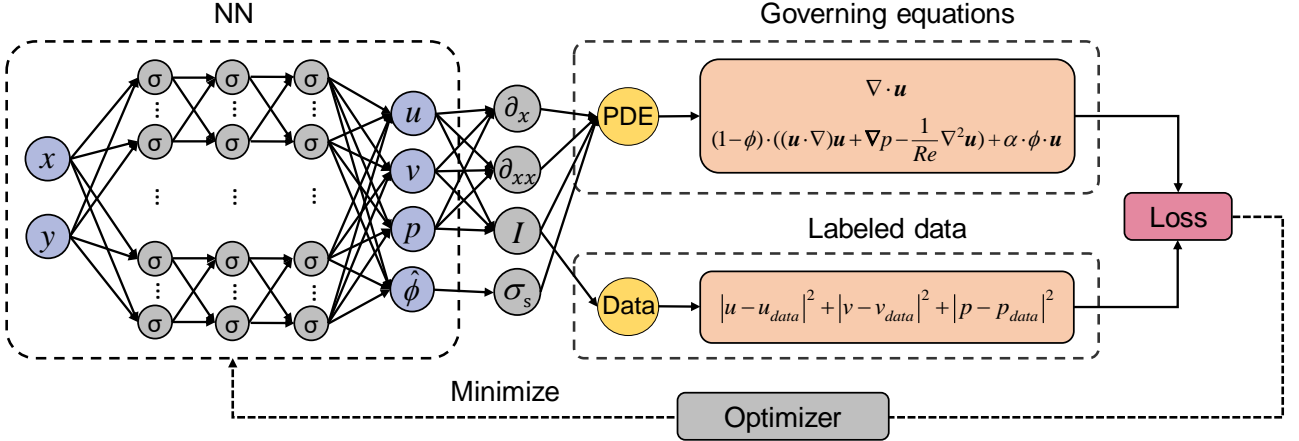 NN
Governing equations
x
y
σ σ σ
⋮ ⋮ ⋮
σ σ σ
⋮ ⋮ ⋮
σ σ σ
⋮ ⋮ ⋮
σ σ σ
u
v
p
φ̂
∂ₓ
∂ₓₓ
I
σₛ
PDE
∇·𝒖
(1−φ)·((𝒖·∇)𝒖+∇p−1/Re ∇²𝒖)+α·φ·𝒖
Loss
Labeled data
Data
|u−u_data|²+|v−v_data|²+|p−p_data|²
Minimize
Optimizer